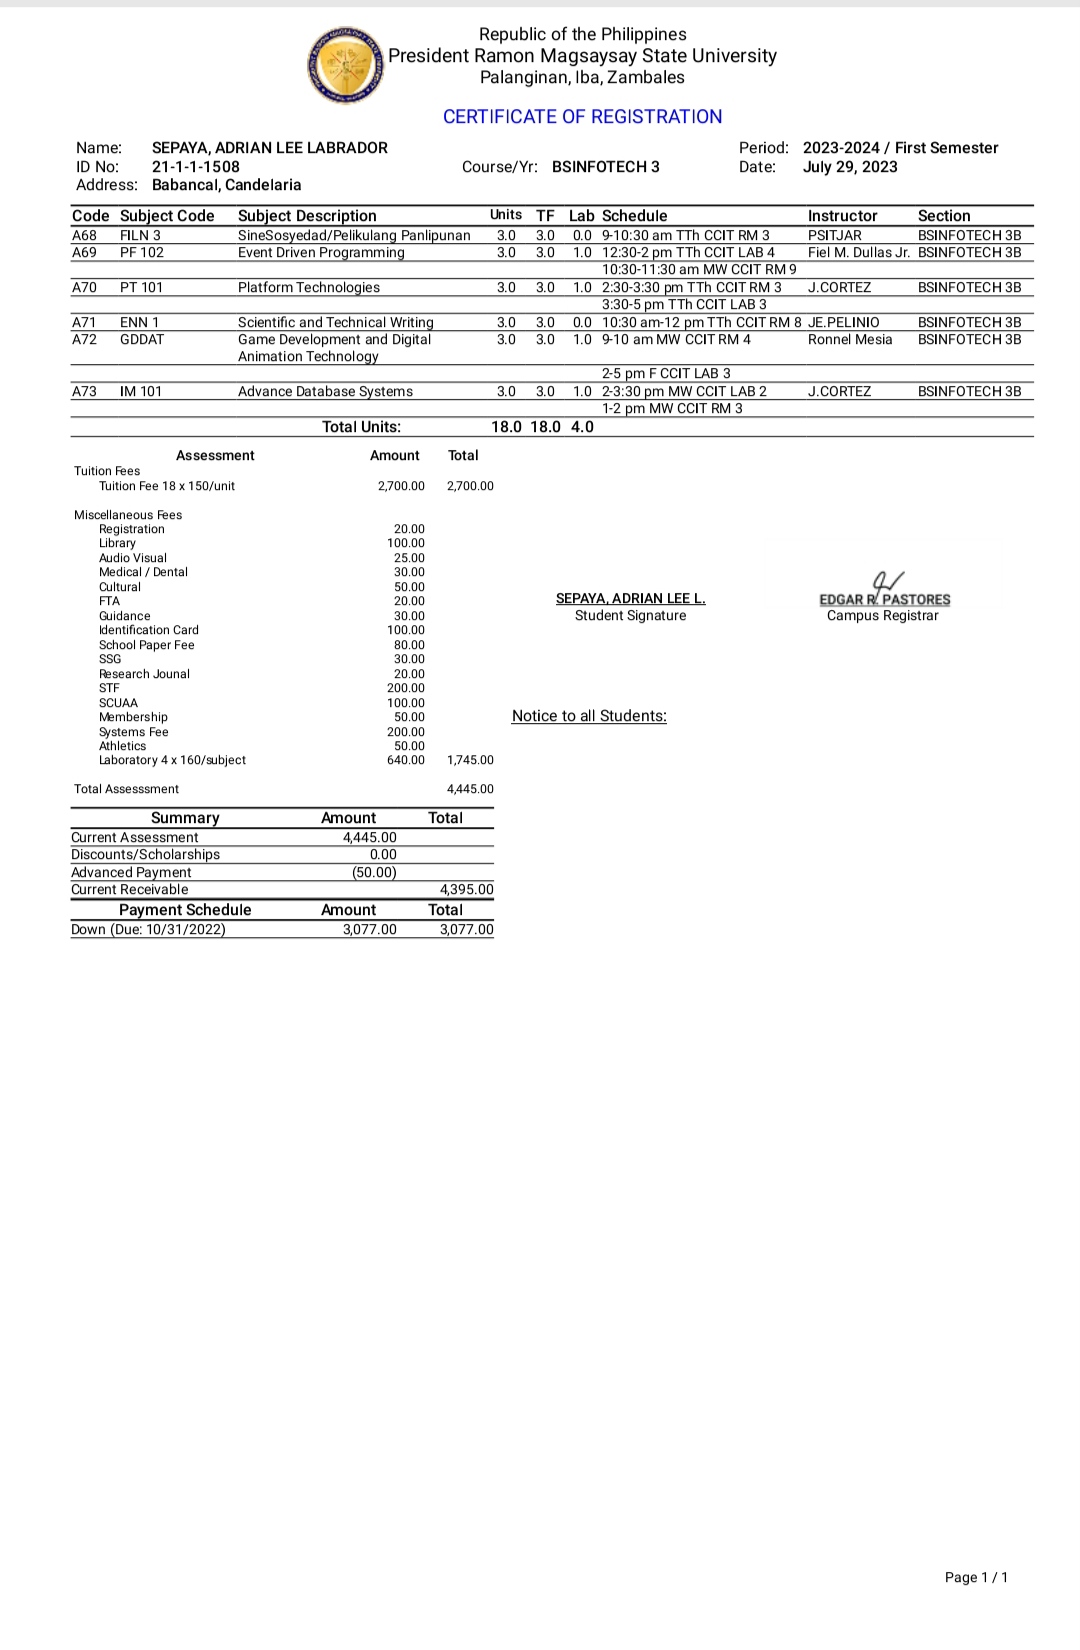 Republic of the Philippines
President Ramon Magsaysay State University
Palanginan, Iba, Zambales
CERTIFICATE OF REGISTRATION
Name: SEPAYA, ADRIAN LEE LABRADOR Period: 2023-2024 / First Semester
ID No: 21-1-1-1508 Course/Yr: BSINFOTECH 3 Date: July 29, 2023
Address: Babancal, Candelaria
Code Subject Code Subject Description Units TF Lab Schedule Instructor Section
A68 FILN 3 SineSosyedad/Pelikulang Panlipunan 3.0 3.0 0.0 9-10:30 am TTh CCIT RM 3 PSITJAR BSINFOTECH 3B
A69 PF 102 Event Driven Programming 3.0 3.0 1.0 12:30-2 pm TTh CCIT LAB 4 Fiel M. Dullas Jr. BSINFOTECH 3B
10:30-11:30 am MW CCIT RM 9
A70 PT 101 Platform Technologies 3.0 3.0 1.0 2:30-3:30 pm TTh CCIT RM 3 J.CORTEZ BSINFOTECH 3B
3:30-5 pm TTh CCIT LAB 3
A71 ENN 1 Scientific and Technical Writing 3.0 3.0 0.0 10:30 am-12 pm TTh CCIT RM 8 JE.PELINIO BSINFOTECH 3B
A72 GDDAT Game Development and Digital 3.0 3.0 1.0 9-10 am MW CCIT RM 4 Ronnel Mesia BSINFOTECH 3B
Animation Technology
2-5 pm F CCIT LAB 3
A73 IM 101 Advance Database Systems 3.0 3.0 1.0 2-3:30 pm MW CCIT LAB 2 J.CORTEZ BSINFOTECH 3B
1-2 pm MW CCIT RM 3
Total Units: 18.0 18.0 4.0
Assessment Amount Total
Tuition Fees
Tuition Fee 18 x 150/unit 2,700.00 2,700.00
Miscellaneous Fees
Registration 20.00
Library 100.00
Audio Visual 25.00
Medical / Dental 30.00
Cultural 50.00
FTA 20.00
Guidance 30.00
Identification Card 100.00
School Paper Fee 80.00
SSG 30.00
Research Jounal 20.00
STF 200.00
SCUAA 100.00
Membership 50.00
Systems Fee 200.00
Athletics 50.00
Laboratory 4 x 160/subject 640.00 1,745.00
Total Assesssment 4,445.00
SEPAYA, ADRIAN LEE L. EDGAR R. PASTORES
Student Signature Campus Registrar
Notice to all Students:
Summary Amount Total
Current Assessment 4,445.00
Discounts/Scholarships 0.00
Advanced Payment (50.00)
Current Receivable 4,395.00
Payment Schedule Amount Total
Down (Due: 10/31/2022) 3,077.00 3,077.00
Page 1 / 1